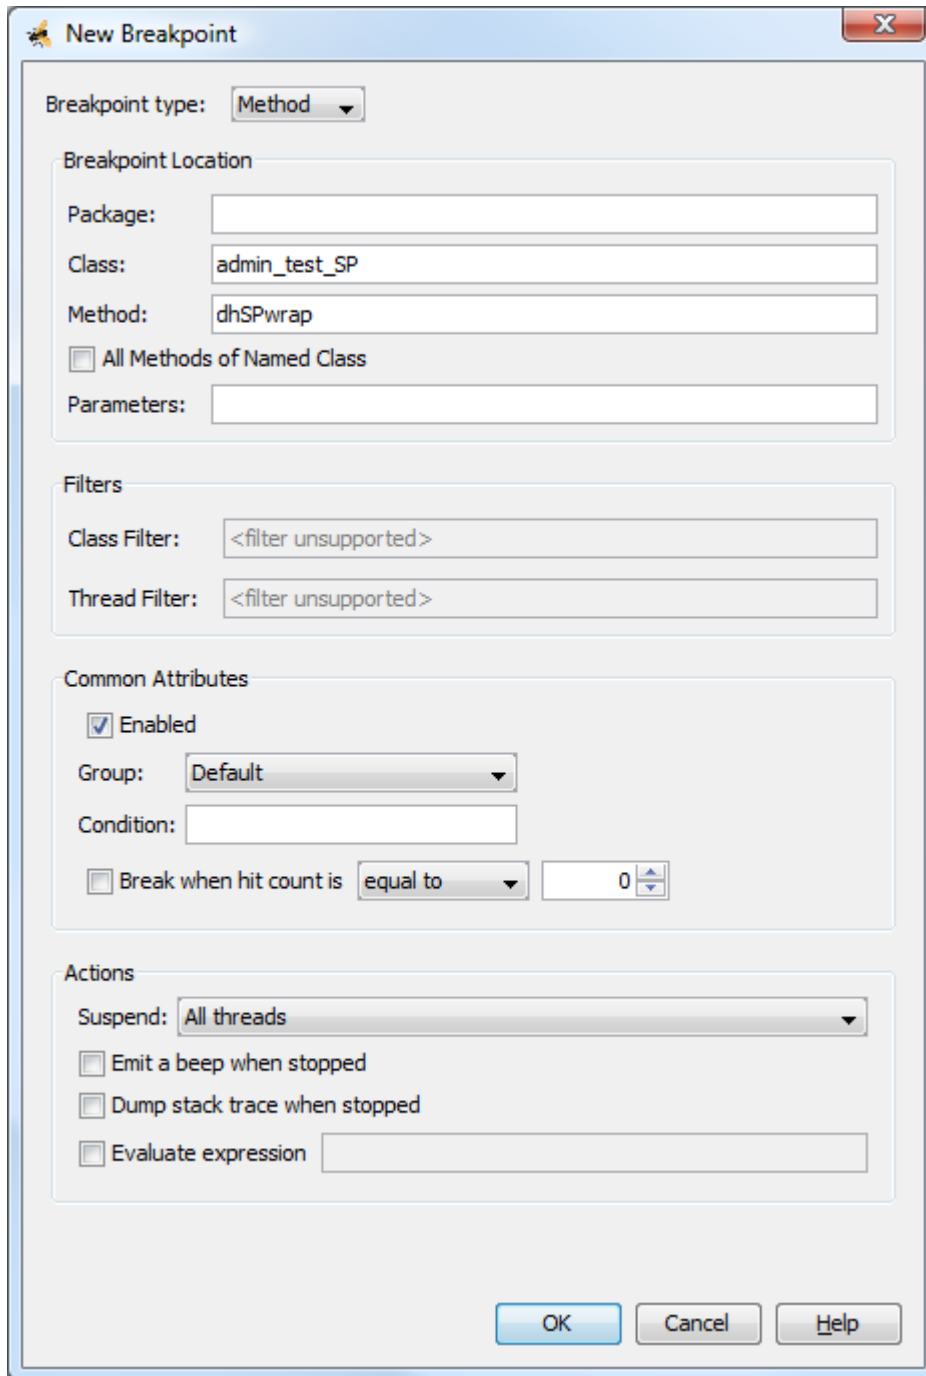 New Breakpoint
Breakpoint type: Method
Breakpoint Location
Package:
Class: admin_test_SP
Method: dhSPwrap
All Methods of Named Class
Parameters:
Filters
Class Filter: <filter unsupported>
Thread Filter: <filter unsupported>
Common Attributes
Enabled
Group: Default
Condition:
Break when hit count is equal to 0
Actions
Suspend: All threads
Emit a beep when stopped
Dump stack trace when stopped
Evaluate expression
OK Cancel Help